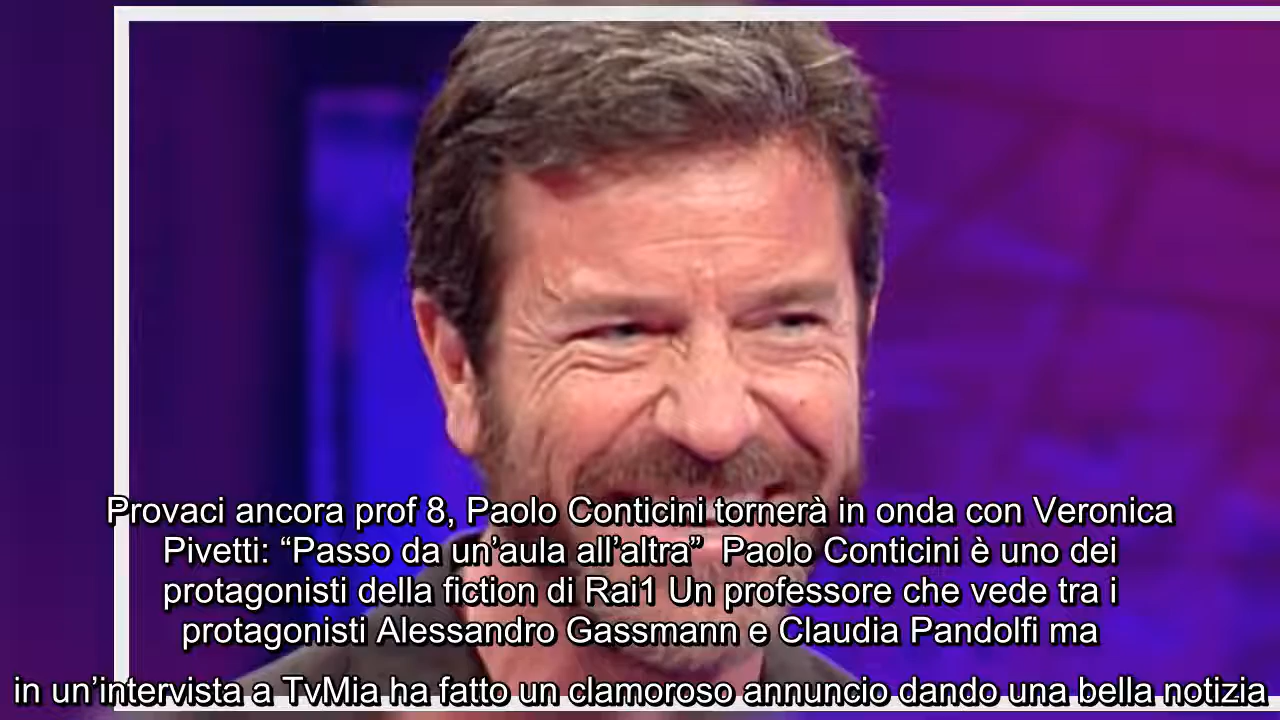 Provaci ancora prof 8, Paolo Conticini tornerà in onda con Veronica
Pivetti: “Passo da un’aula all’altra”  Paolo Conticini è uno dei
protagonisti della fiction di Rai1 Un professore che vede tra i
protagonisti Alessandro Gassmann e Claudia Pandolfi ma
in un’intervista a TvMia ha fatto un clamoroso annuncio dando una bella notizia